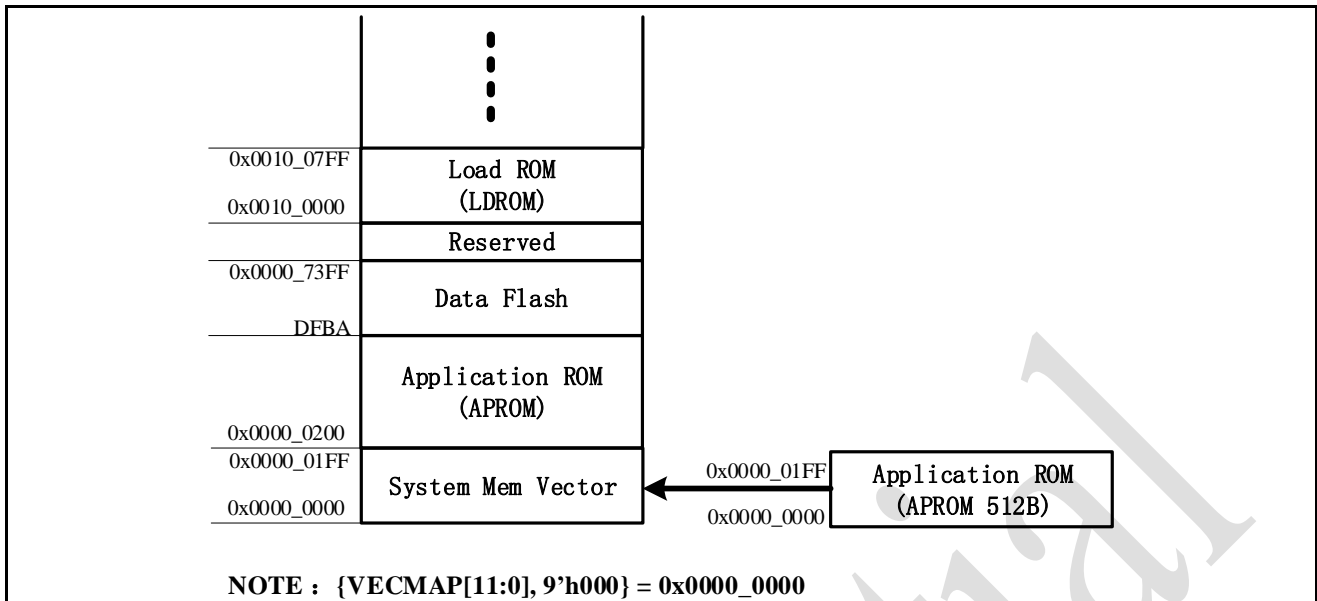 0x0010_07FF
Load ROM
(LDROM)
0x0010_0000
Reserved
0x0000_73FF
Data Flash
DFBA
Application ROM
(APROM)
0x0000_0200
0x0000_01FF
System Mem Vector
0x0000_0000
0x0000_01FF
Application ROM
(APROM 512B)
0x0000_0000
NOTE : {VECMAP[11:0], 9’h000} = 0x0000_0000